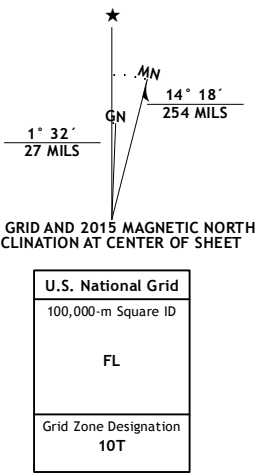 MN
GN
14° 18´
254 MILS
1° 32´
27 MILS
GRID AND 2015 MAGNETIC NORTH
CLINATION AT CENTER OF SHEET
U.S. National Grid
100,000-m Square ID
FL
Grid Zone Designation
10T